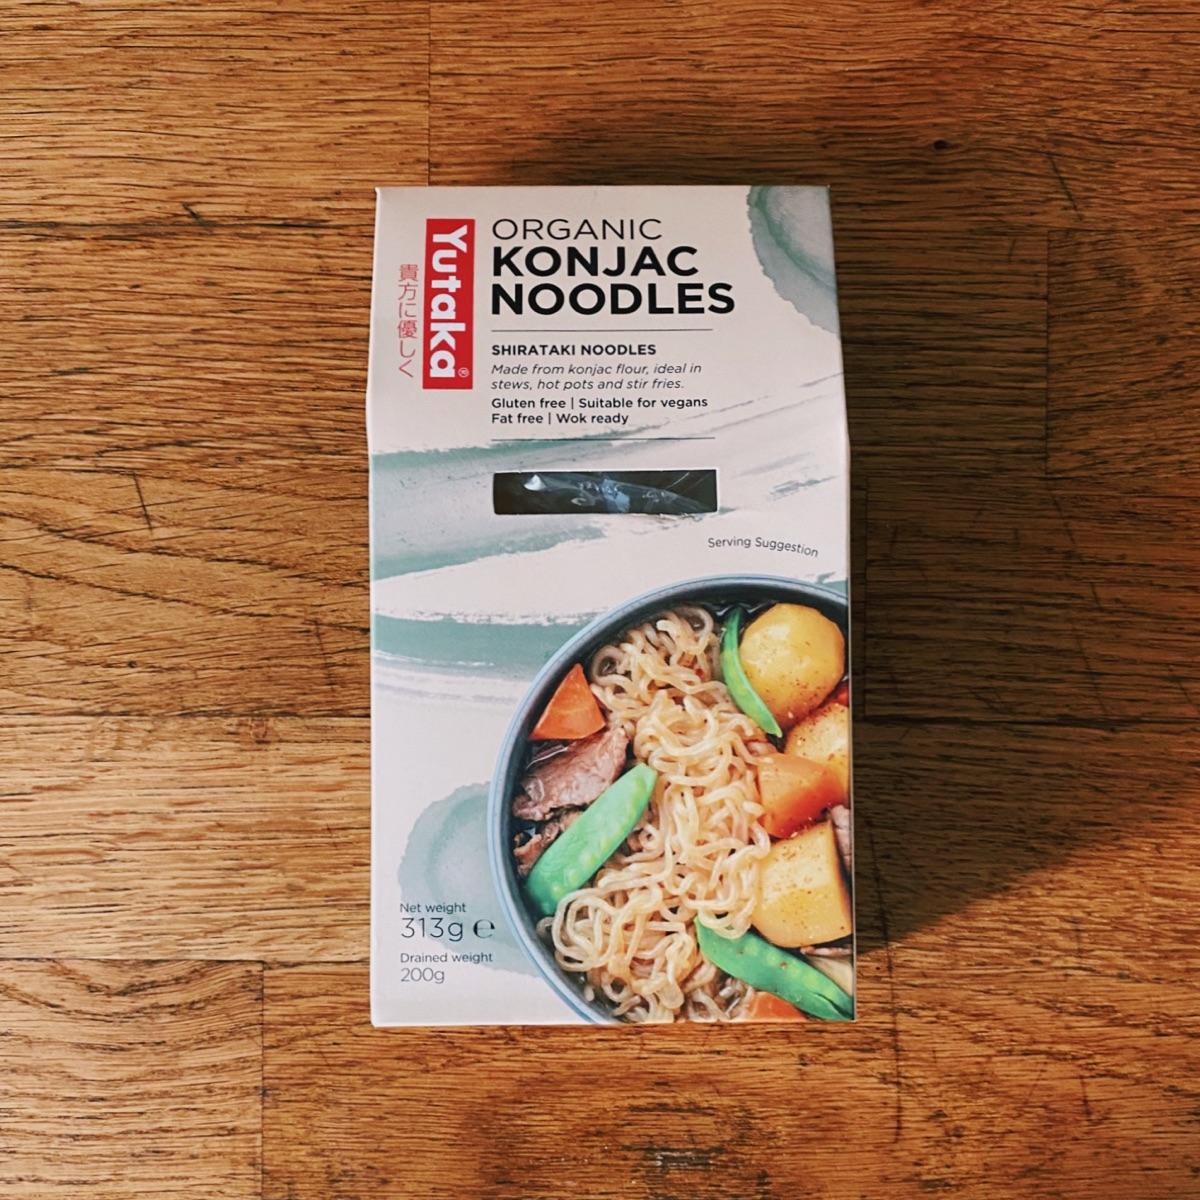 Yutaka®
貴方に優しく
ORGANIC
KONJAC
NOODLES
SHIRATAKI NOODLES
Made from konjac flour, ideal in
stews, hot pots and stir fries.
Gluten free | Suitable for vegans
Fat free | Wok ready
Serving Suggestion
Net weight
313g ℮
Drained weight
200g